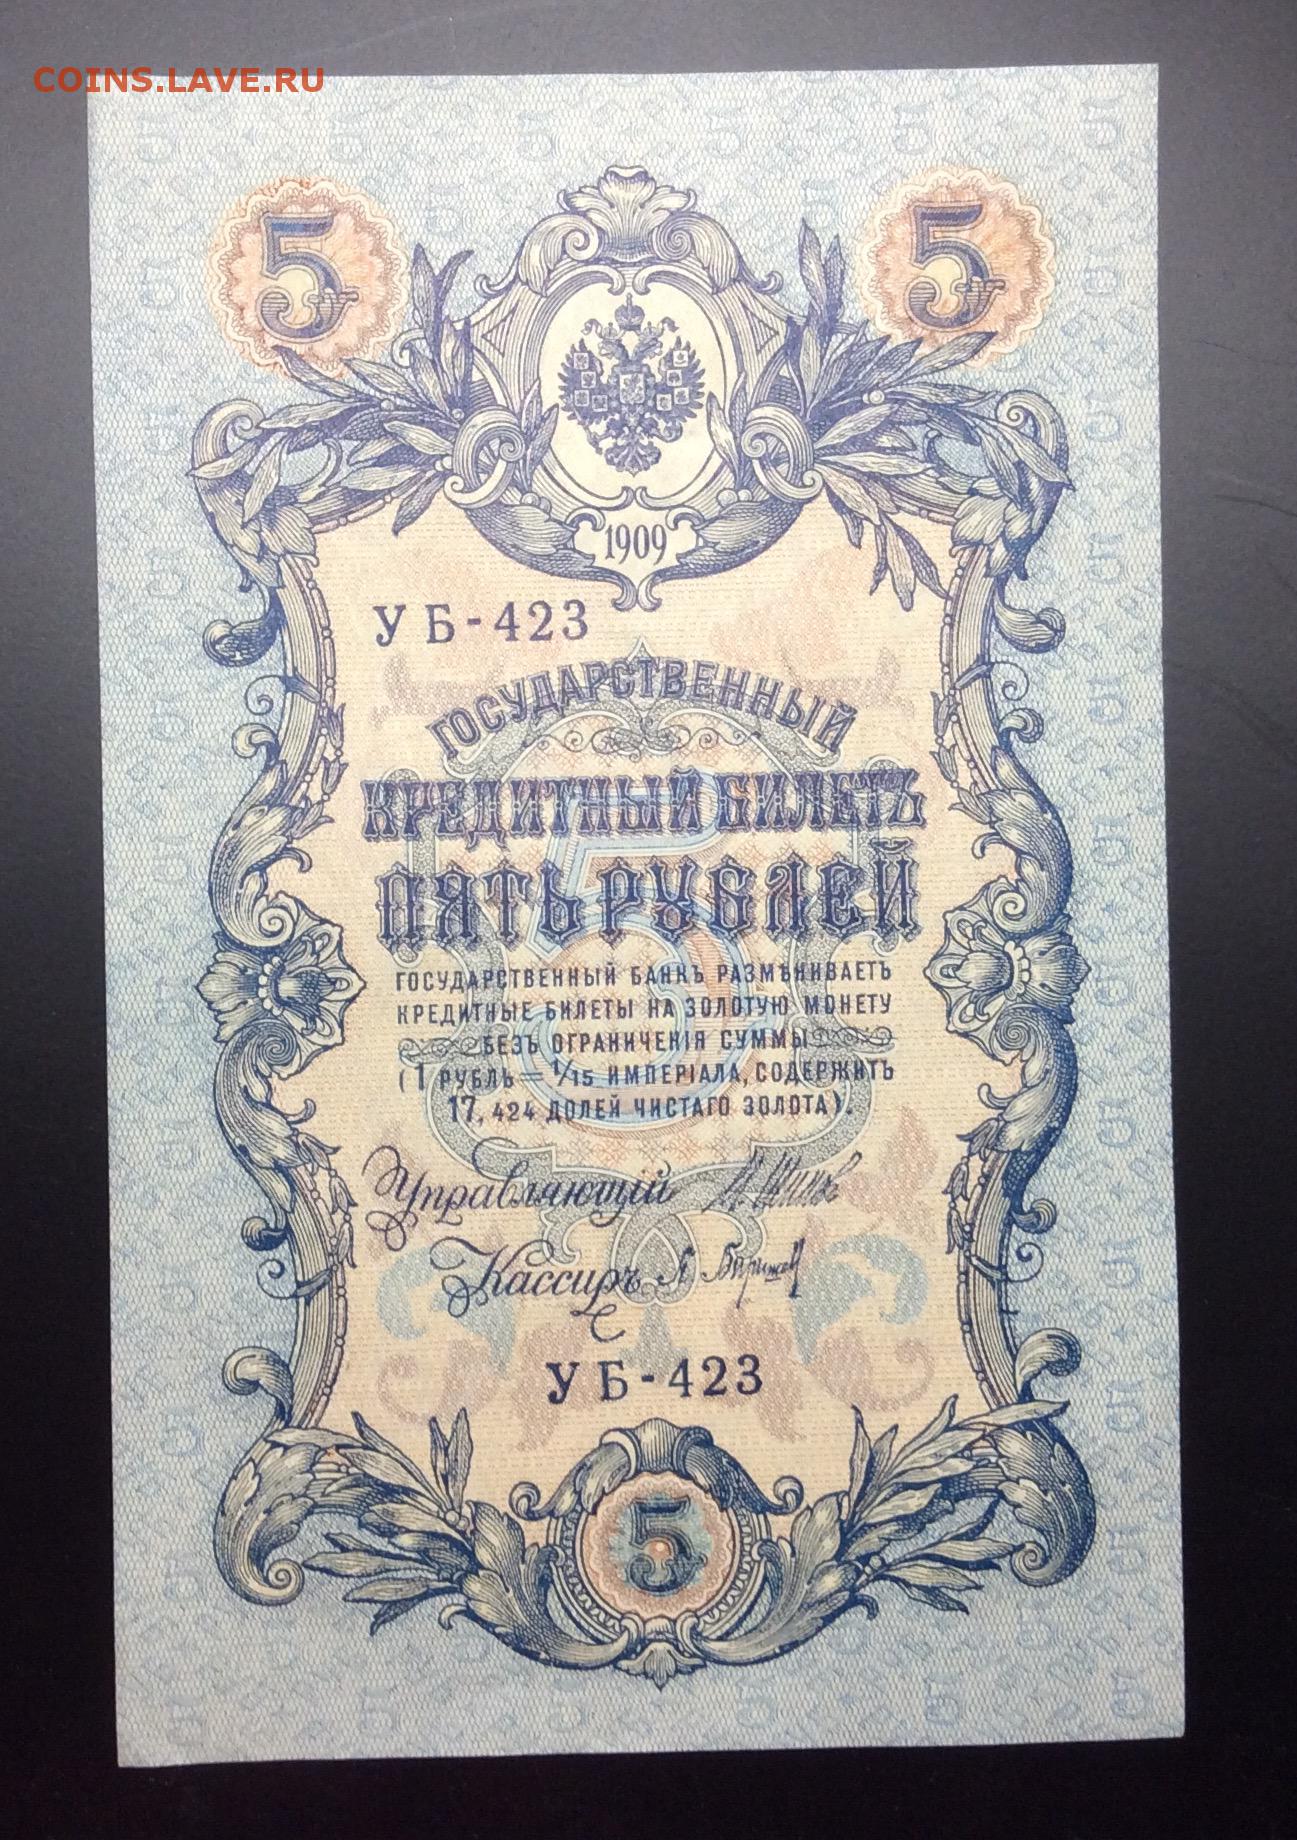 COINS.LAVE.RU
5 5
1909
УБ-423
ГОСУДАРСТВЕННЫЙ
КРЕДИТНЫЙ БИЛЕТЪ
ПЯТЬ РУБЛЕЙ
5
ГОСУДАРСТВЕННЫЙ БАНКЪ РАЗМѢНИВАЕТЪ
КРЕДИТНЫЕ БИЛЕТЫ НА ЗОЛОТУЮ МОНЕТУ
БЕЗЪ ОГРАНИЧЕНІЯ СУММЫ
(1 РУБЛЬ = 1/15 ИМПЕРІАЛА, СОДЕРЖИТЪ
17,424 ДОЛЕЙ ЧИСТАГО ЗОЛОТА).
Управляющій И. Шиповъ
Кассиръ
УБ-423
5